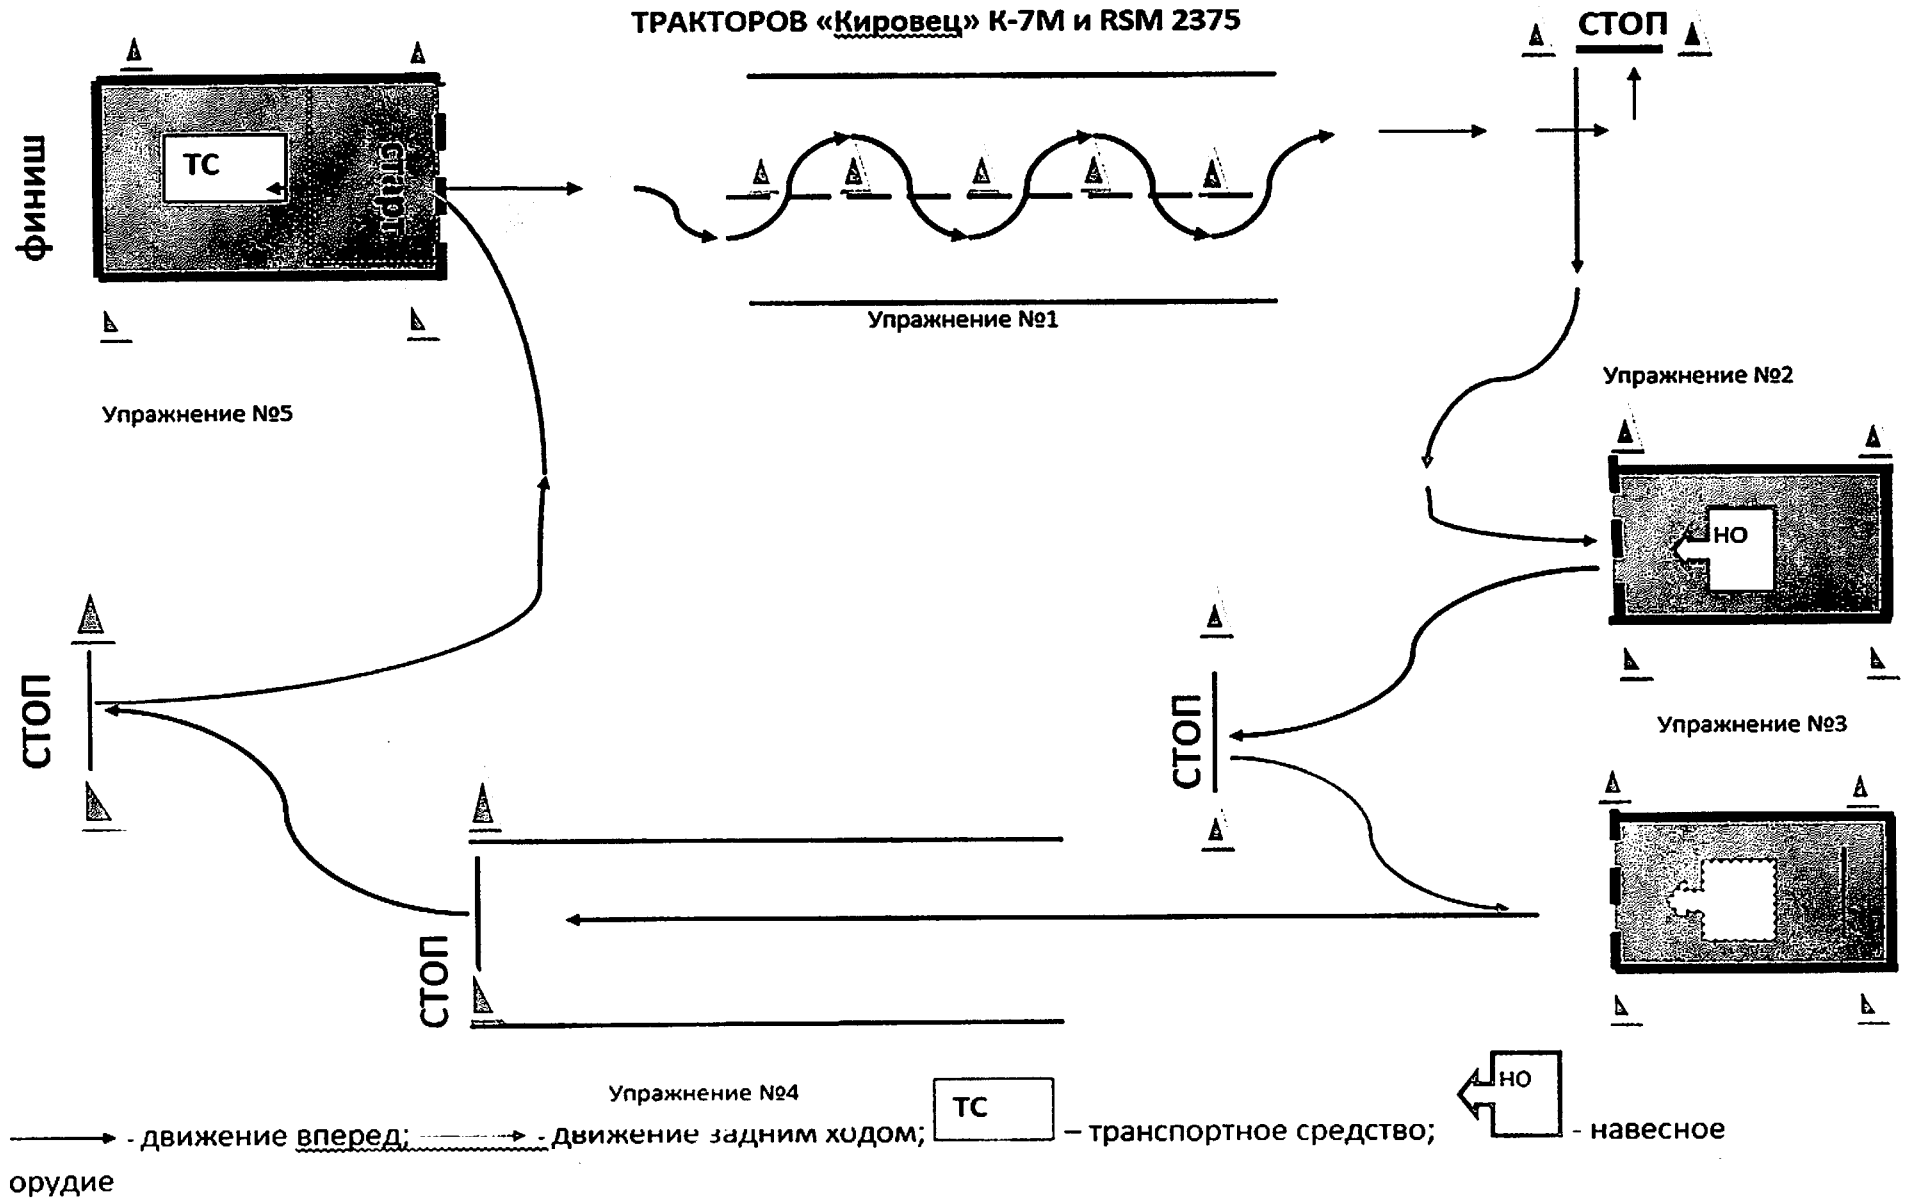 ТРАКТОРОВ «Кировец» К-7М и RSM 2375
СТОП
финиш
ТС
старт
Упражнение №1
Упражнение №2
Упражнение №5
НО
СТОП
СТОП
Упражнение №3
СТОП
Упражнение №4
- движение вперед; - движение задним ходом; ТС – транспортное средство; НО - навесное
орудие